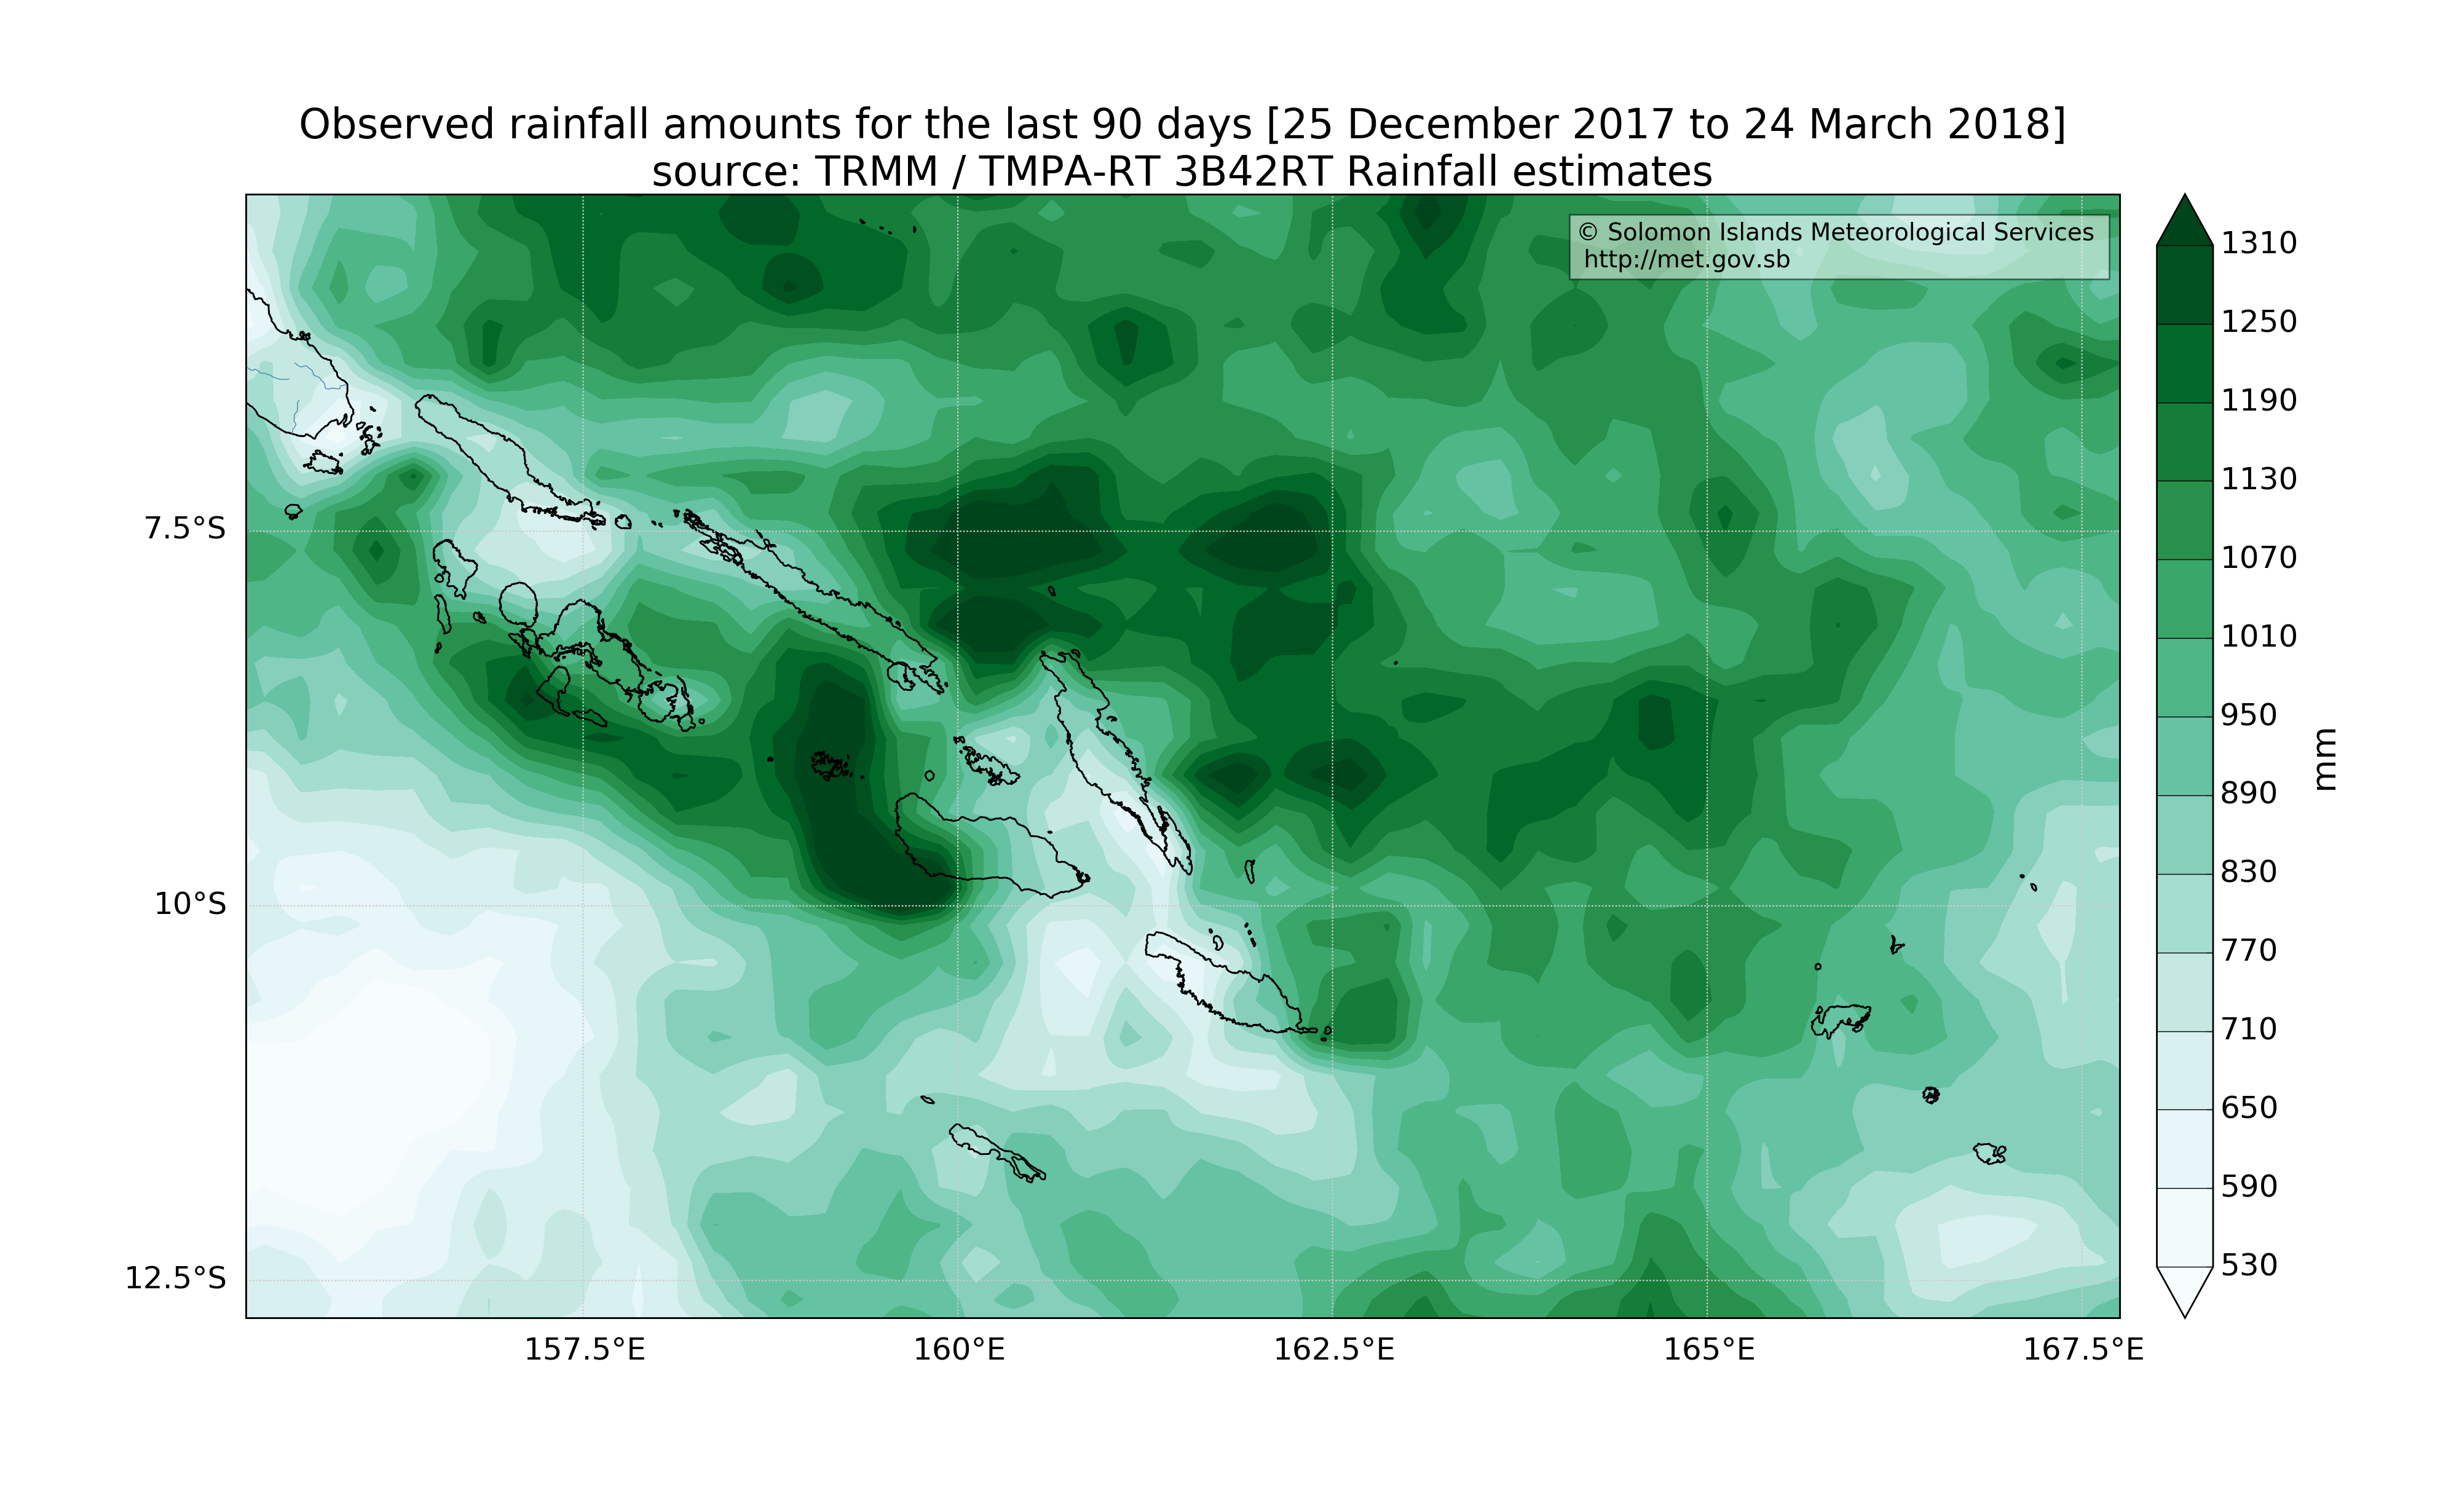 Observed rainfall amounts for the last 90 days [25 December 2017 to 24 March 2018]
source: TRMM / TMPA-RT 3B42RT Rainfall estimates
© Solomon Islands Meteorological Services
http://met.gov.sb
7.5°S
10°S
12.5°S
157.5°E
160°E
162.5°E
165°E
167.5°E
1310
1250
1190
1130
1070
1010
950
890
830
770
710
650
590
530
mm